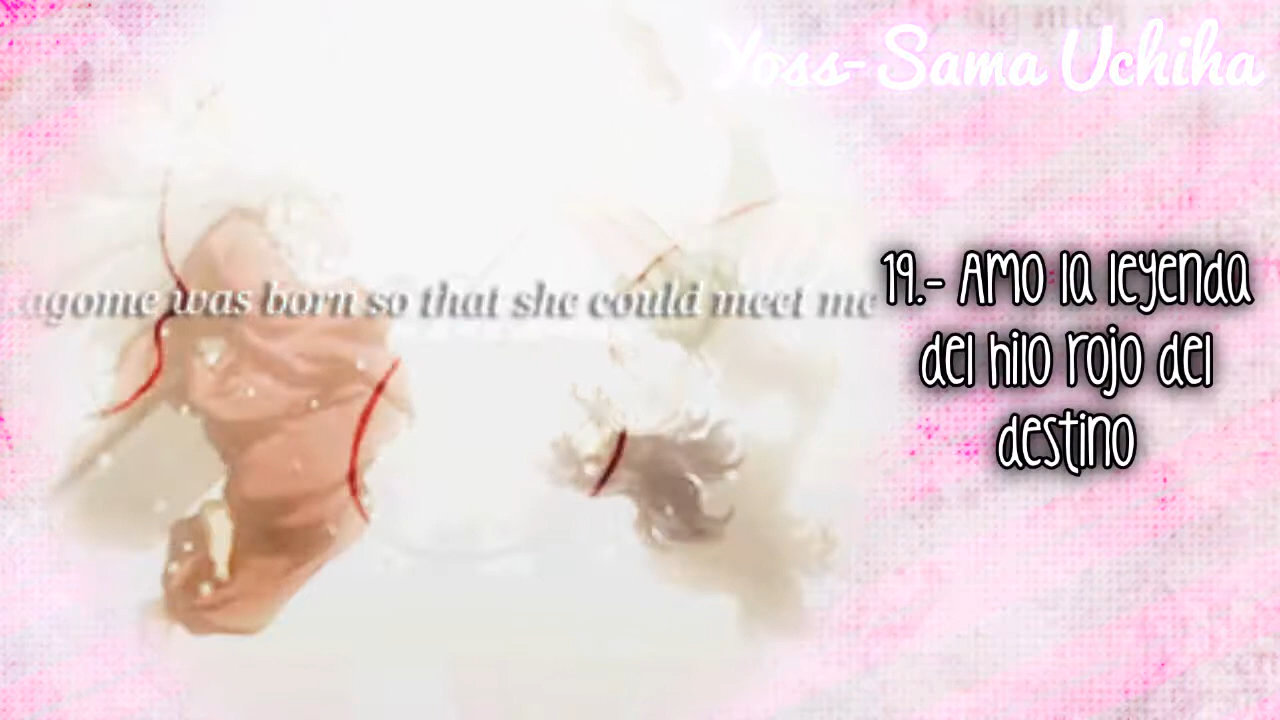 Yoss-Sama Uchiha
agome was born so that she could meet me
19.- Amo la leyenda
del hilo rojo del
destino